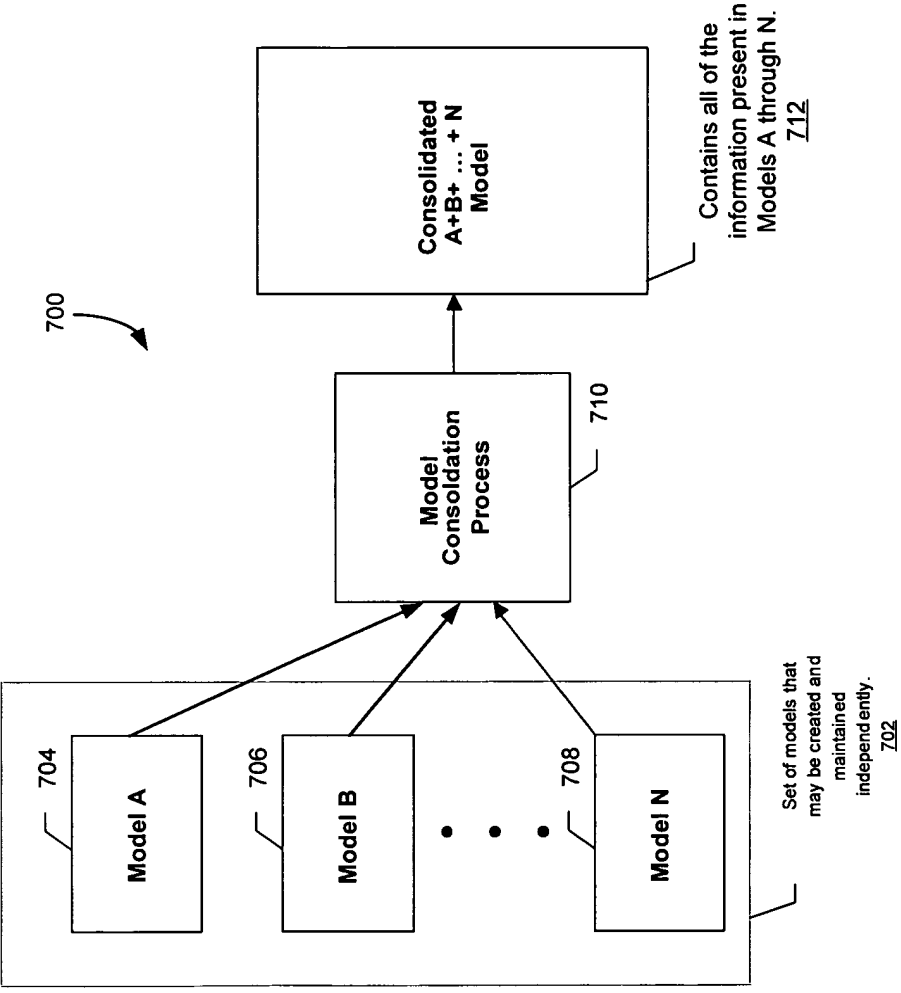 700
704
Model A
706
Model B
708
Model N
Set of models that
may be created and
maintained
independently.
702
Model
Consoldation
Process
710
Consolidated
A+B+ ... + N
Model
Contains all of the
information present in
Models A through N.
712